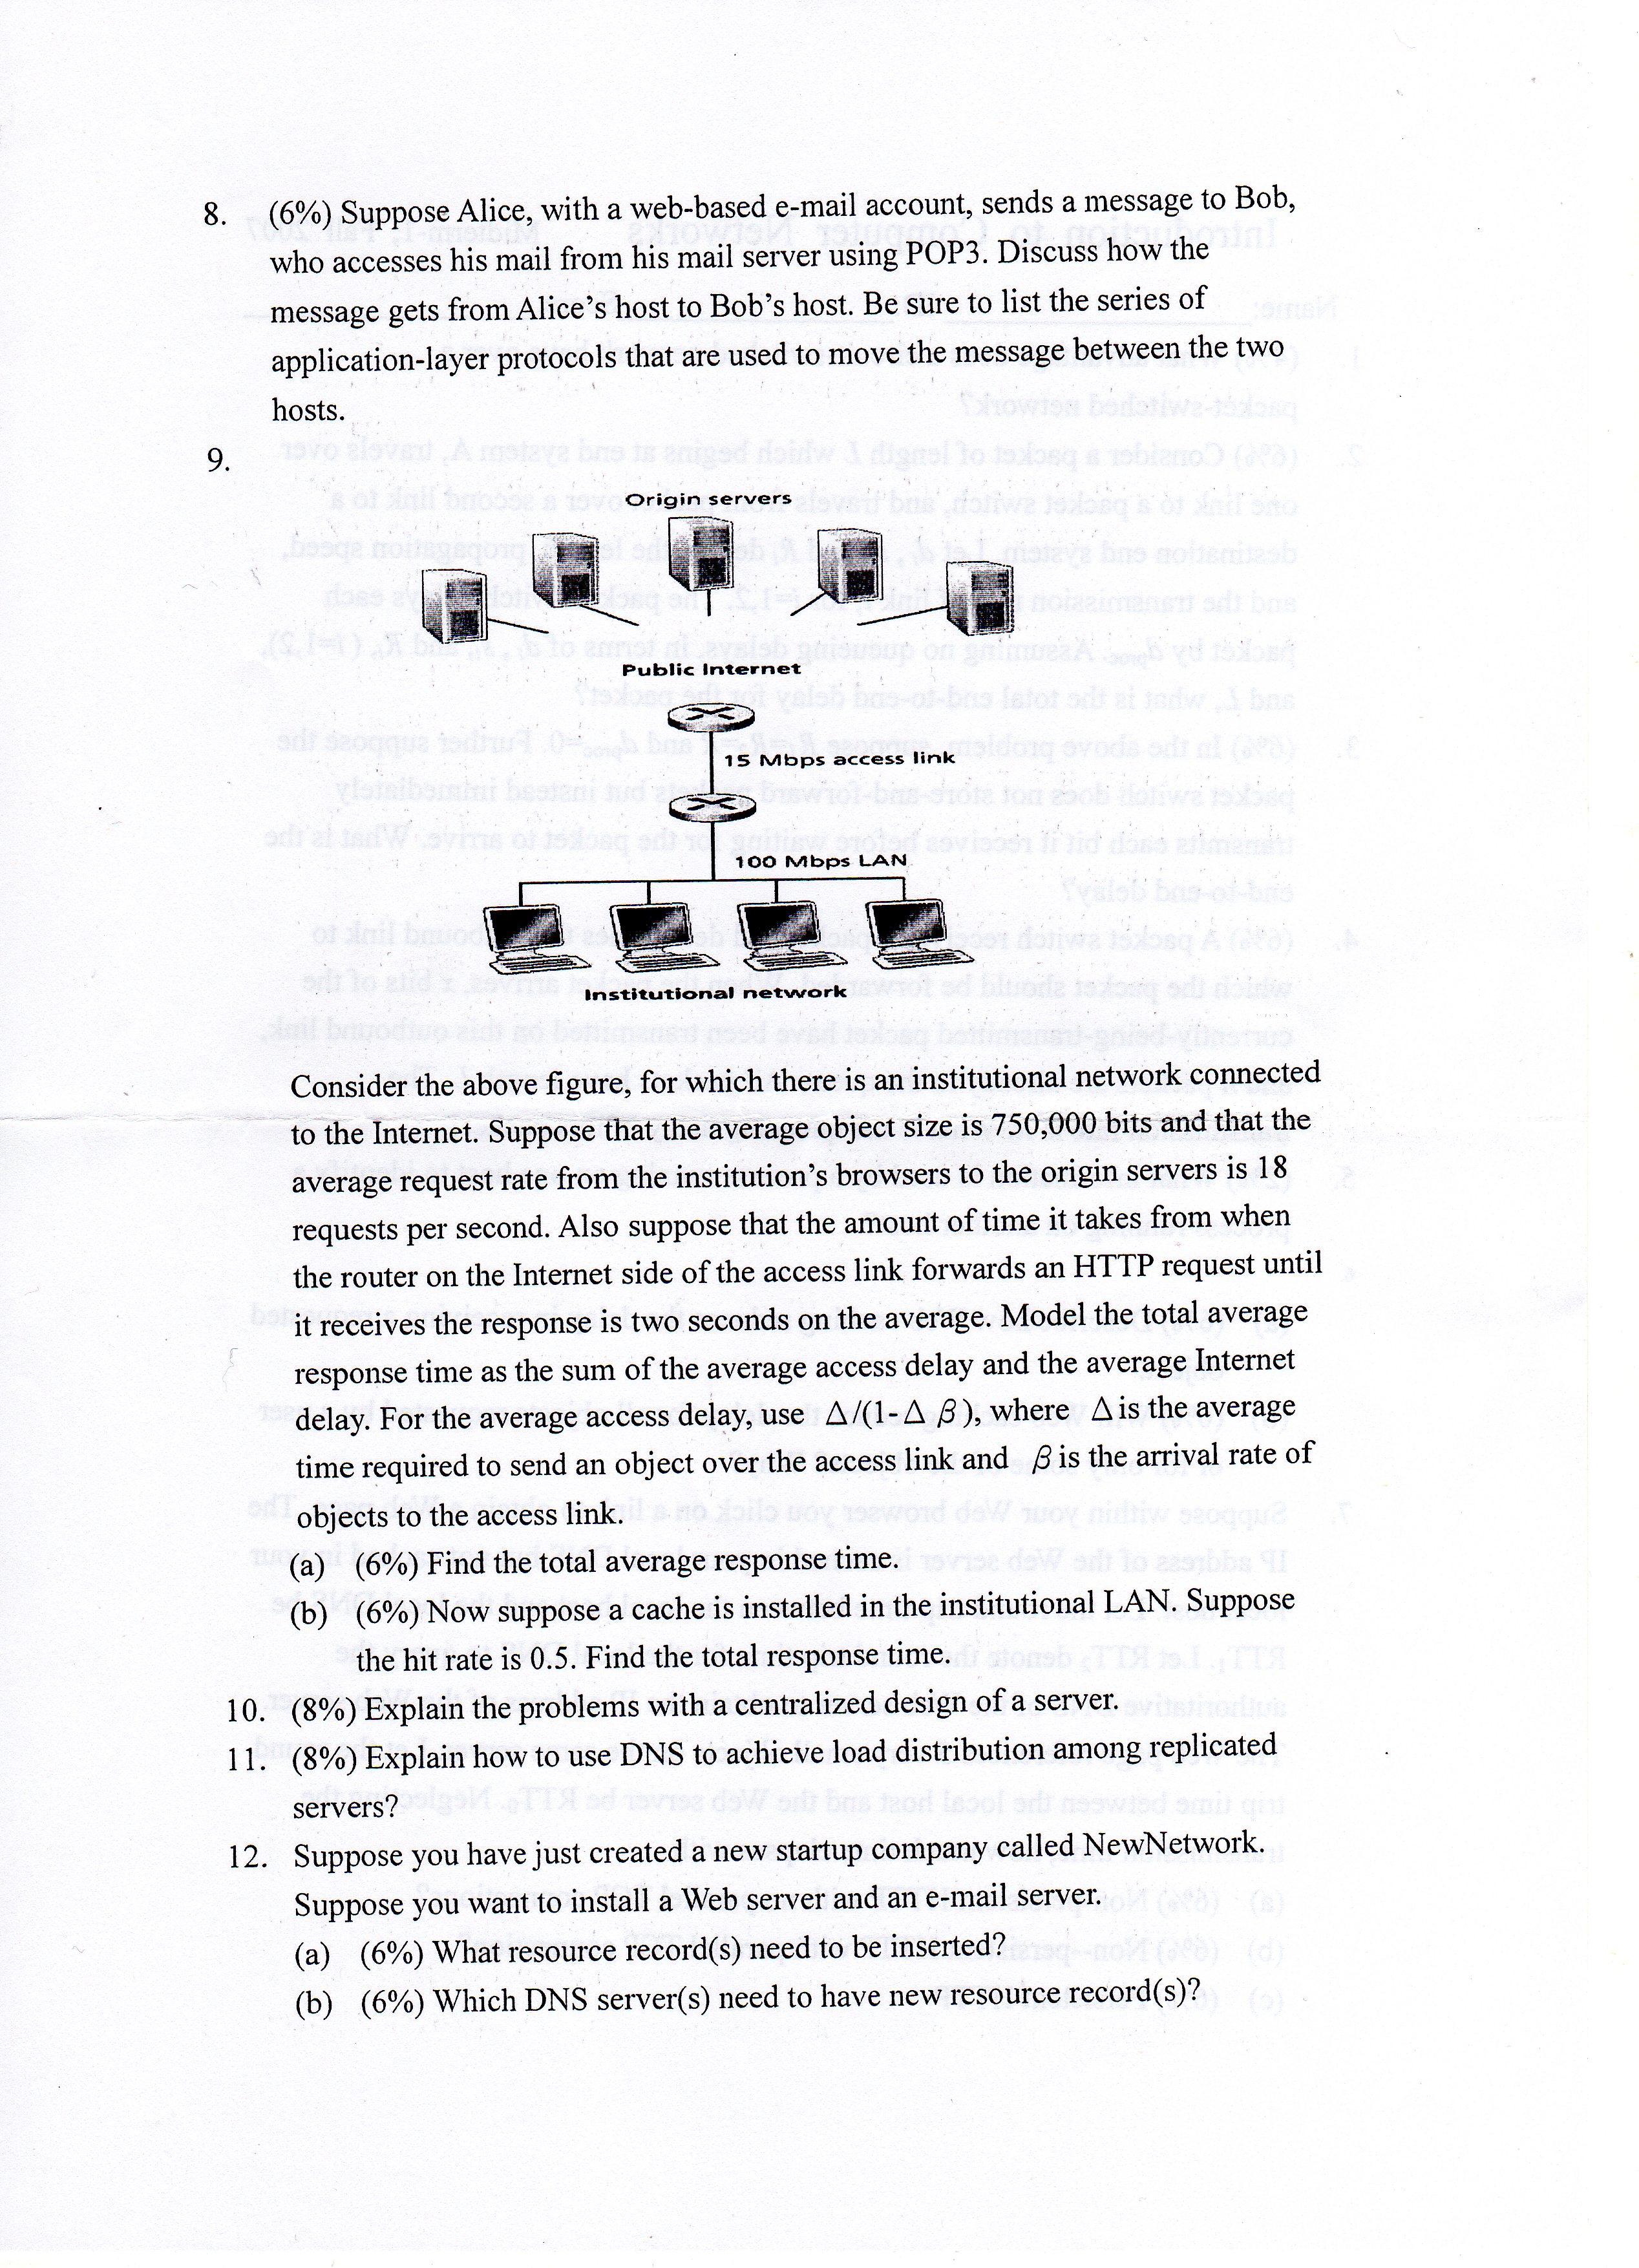 8. (6%) Suppose Alice, with a web-based e-mail account, sends a message to Bob,
who accesses his mail from his mail server using POP3. Discuss how the
message gets from Alice's host to Bob's host. Be sure to list the series of
application-layer protocols that are used to move the message between the two
hosts.
9.
Origin servers
Public Internet
15 Mbps access link
100 Mbps LAN
Institutional network
Consider the above figure, for which there is an institutional network connected
to the Internet. Suppose that the average object size is 750,000 bits and that the
average request rate from the institution's browsers to the origin servers is 18
requests per second. Also suppose that the amount of time it takes from when
the router on the Internet side of the access link forwards an HTTP request until
it receives the response is two seconds on the average. Model the total average
response time as the sum of the average access delay and the average Internet
delay. For the average access delay, use Δ/(1-Δ β), where Δ is the average
time required to send an object over the access link and β is the arrival rate of
objects to the access link.
(a) (6%) Find the total average response time.
(b) (6%) Now suppose a cache is installed in the institutional LAN. Suppose
the hit rate is 0.5. Find the total response time.
10. (8%) Explain the problems with a centralized design of a server.
11. (8%) Explain how to use DNS to achieve load distribution among replicated
servers?
12. Suppose you have just created a new startup company called NewNetwork.
Suppose you want to install a Web server and an e-mail server.
(a) (6%) What resource record(s) need to be inserted?
(b) (6%) Which DNS server(s) need to have new resource record(s)?